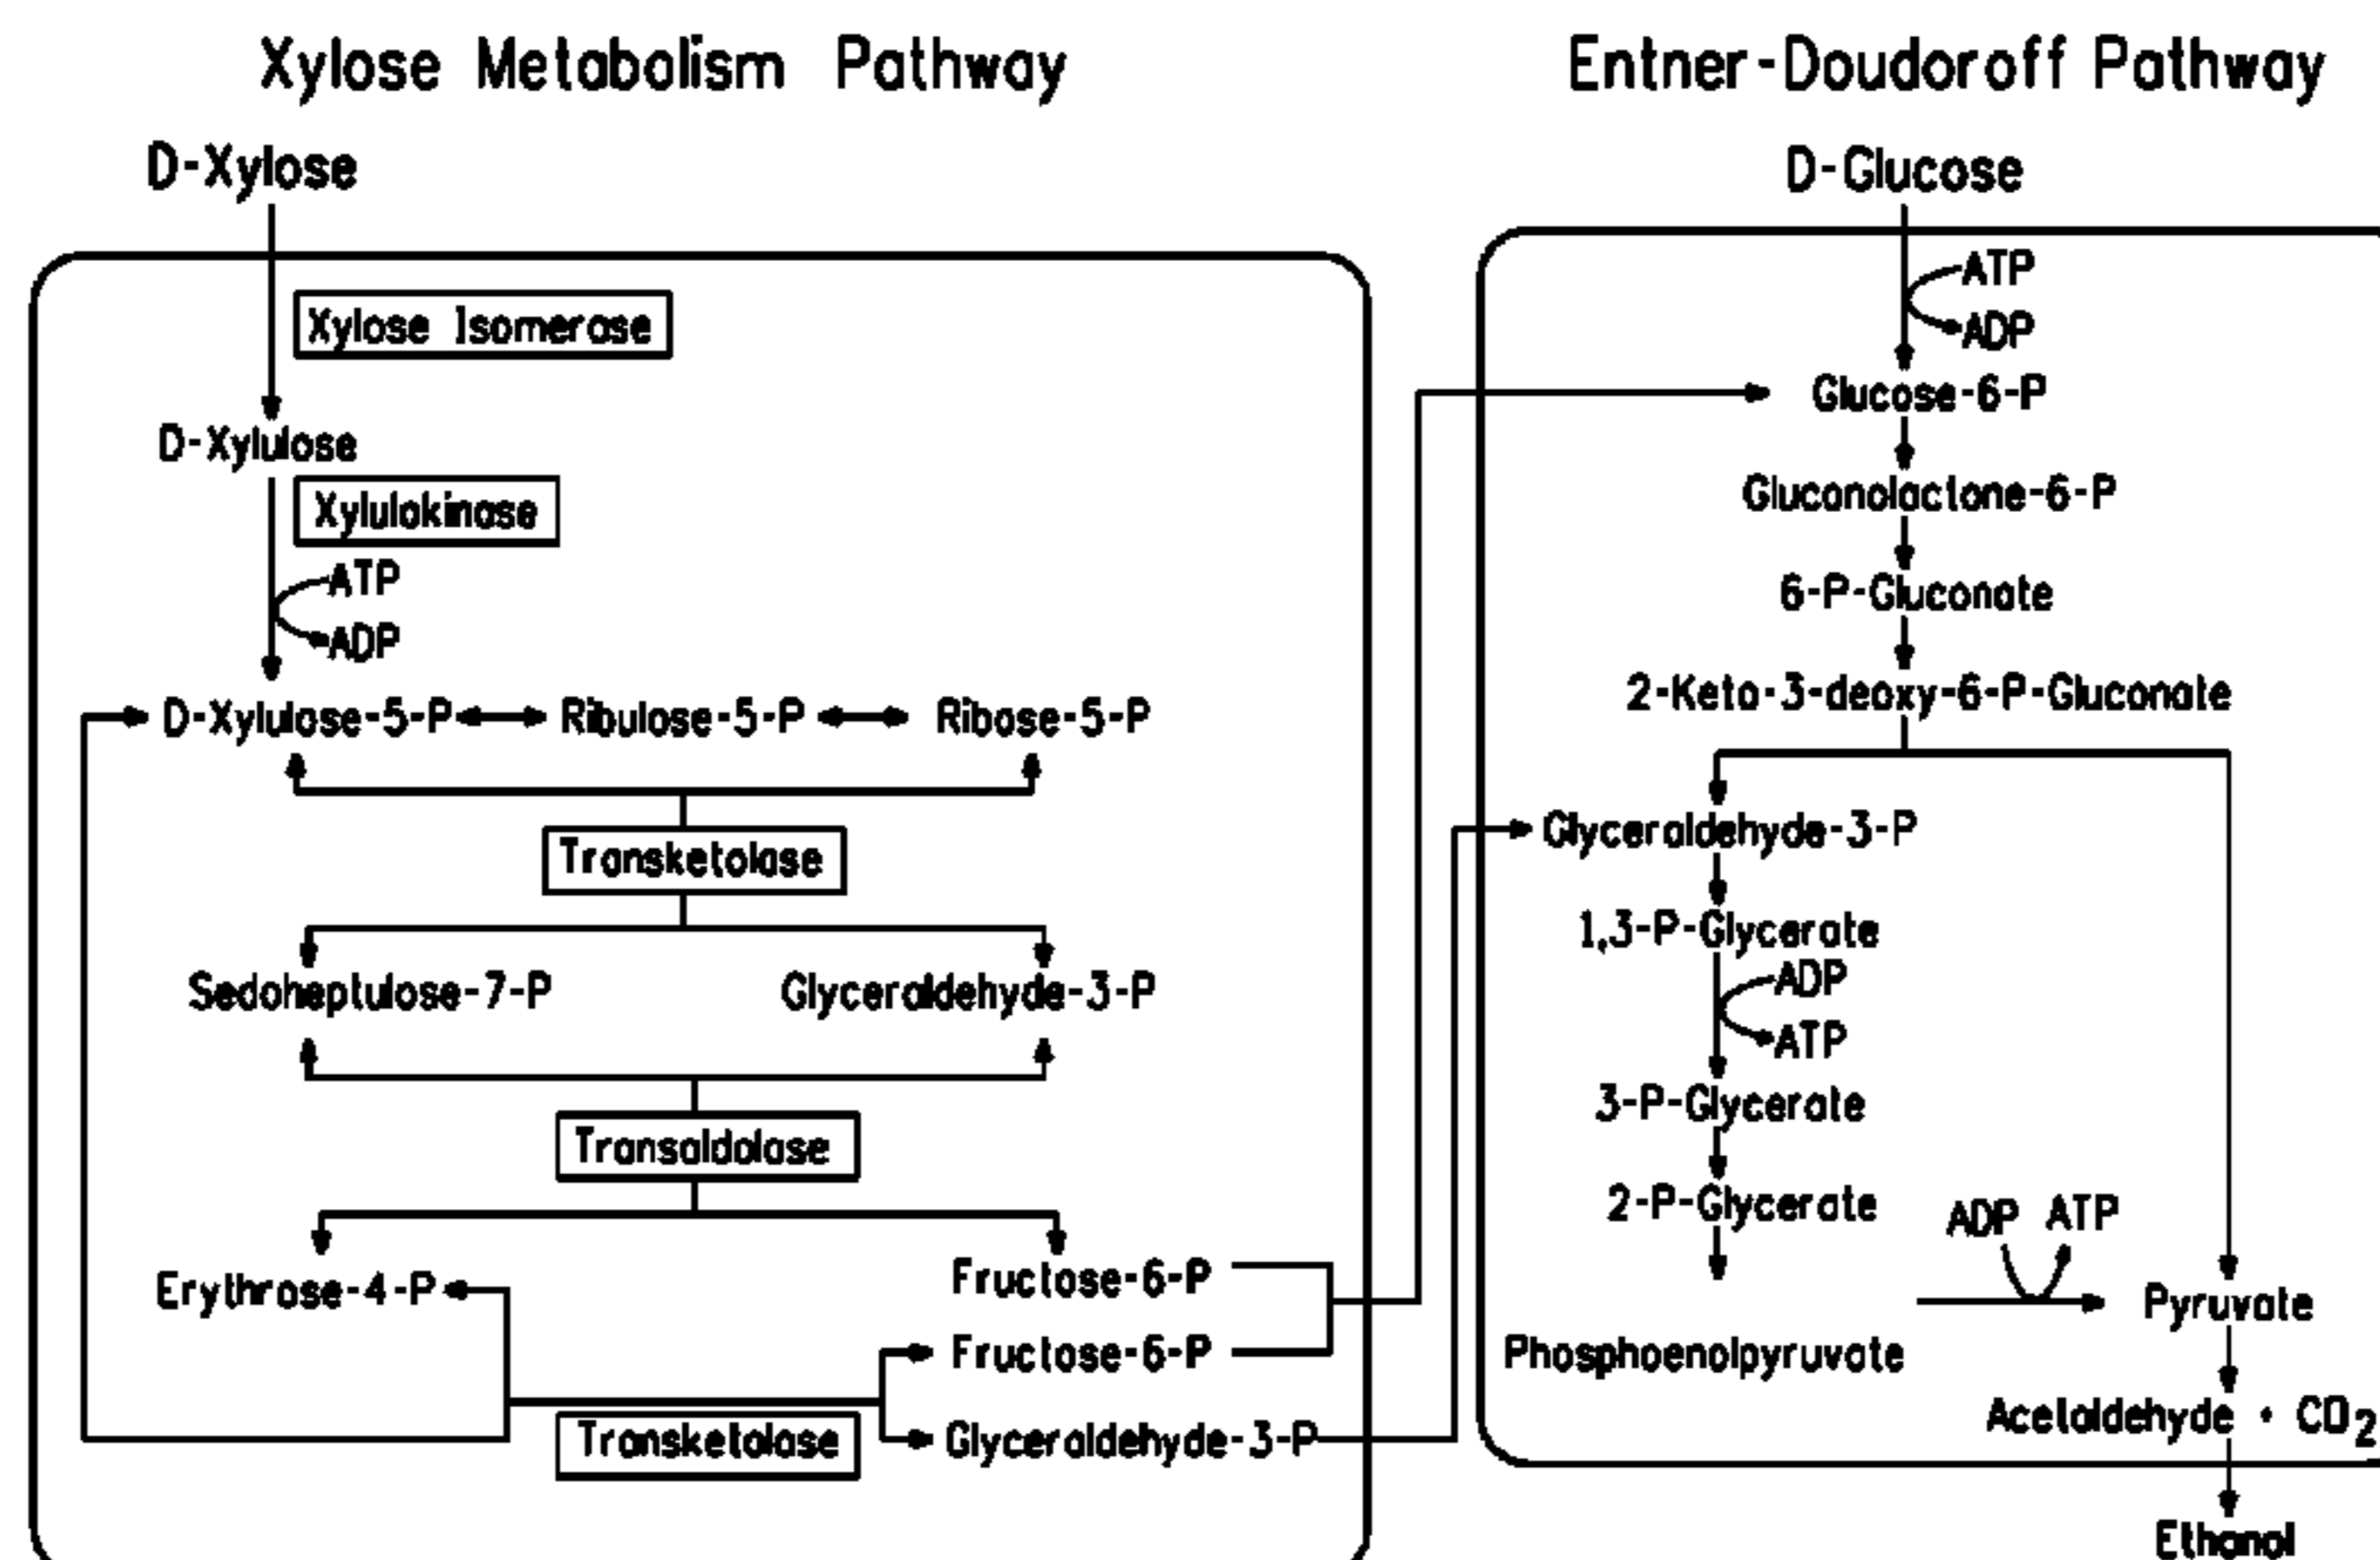 Xylose Metabolism Pathway
Entner-Doudoroff Pathway
D-Xylose
Xylose Isomerase
D-Xylulose
Xylulokinase
ATP
ADP
D-Xylulose-5-P
Ribulose-5-P
Ribose-5-P
Transketolase
Sedoheptulose-7-P
Glyceraldehyde-3-P
Transaldolase
Erythrose-4-P
Fructose-6-P
Fructose-6-P
Transketolase
Glyceraldehyde-3-P
D-Glucose
ATP
ADP
Glucose-6-P
Gluconolactone-6-P
6-P-Gluconate
2-Keto-3-deoxy-6-P-Gluconate
Glyceraldehyde-3-P
1,3-P-Glycerate
ADP
ATP
3-P-Glycerate
2-P-Glycerate
ADP ATP
Pyruvate
Phosphoenolpyruvate
Acetaldehyde + CO2
Ethanol